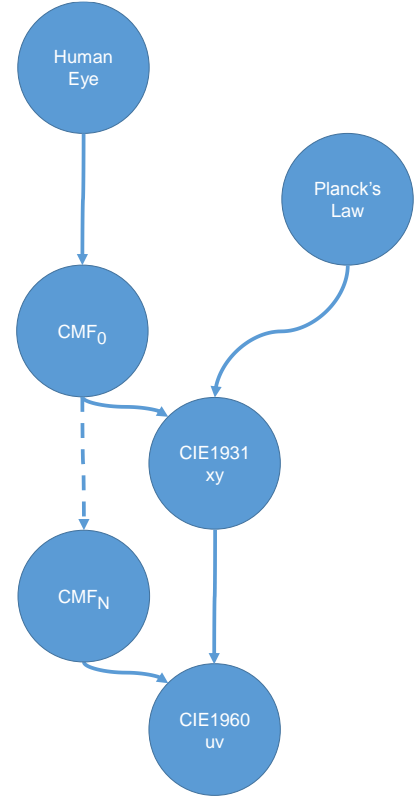 Human
Eye
Planck's
Law
CMF0
CIE1931
xy
CMFN
CIE1960
uv